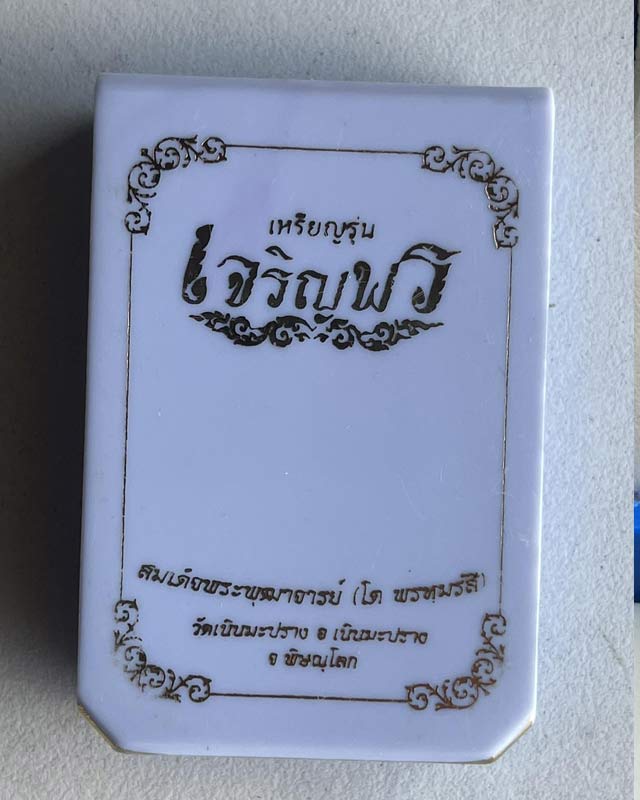 เหรียญรุ่น
เจริญพร
สมเด็จพระพุฒาจารย์ (โต พรหฺมรังสี)
วัดเนินมะปราง อ เนินมะปราง
จ พิษณุโลก